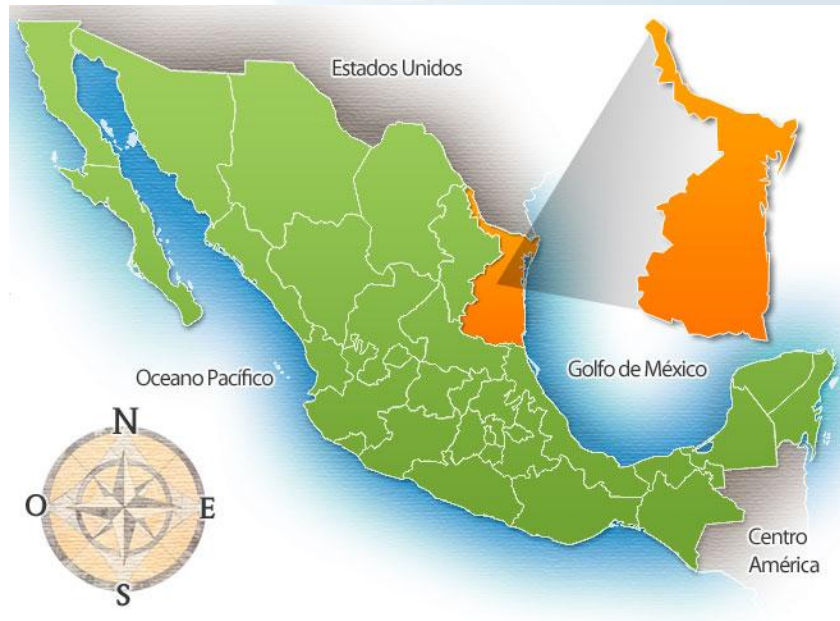 Estados Unidos
Oceano Pacífico
Golfo de México
N
O
E
S
Centro
América